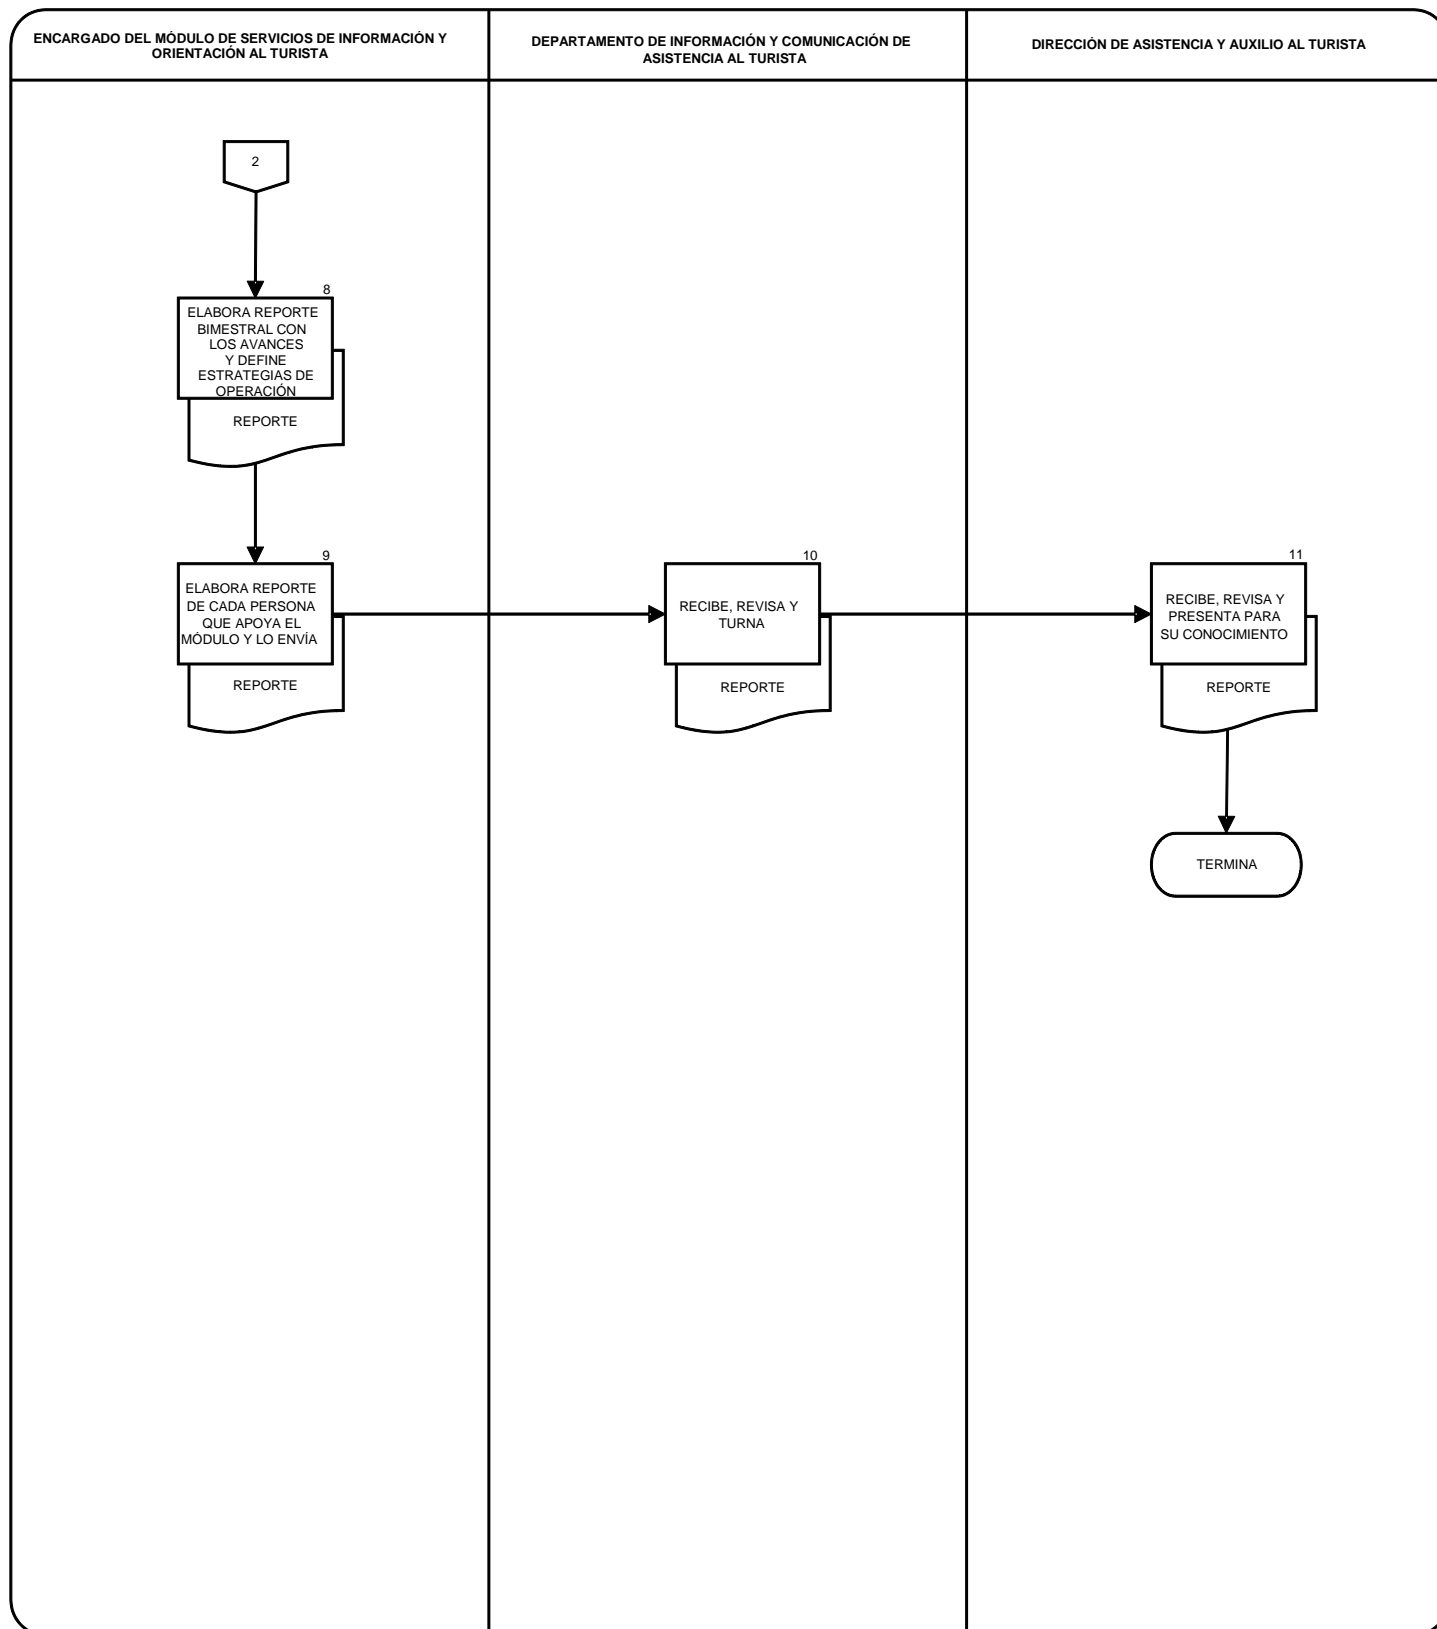 ENCARGADO DEL MÓDULO DE SERVICIOS DE INFORMACIÓN Y
ORIENTACIÓN AL TURISTA
DEPARTAMENTO DE INFORMACIÓN Y COMUNICACIÓN DE
ASISTENCIA AL TURISTA
DIRECCIÓN DE ASISTENCIA Y AUXILIO AL TURISTA
2
8
ELABORA REPORTE
BIMESTRAL CON
LOS AVANCES
Y DEFINE
ESTRATEGIAS DE
OPERACIÓN
REPORTE
9
ELABORA REPORTE
DE CADA PERSONA
QUE APOYA EL
MÓDULO Y LO ENVÍA
REPORTE
10
RECIBE, REVISA Y
TURNA
REPORTE
11
RECIBE, REVISA Y
PRESENTA PARA
SU CONOCIMIENTO
REPORTE
TERMINA